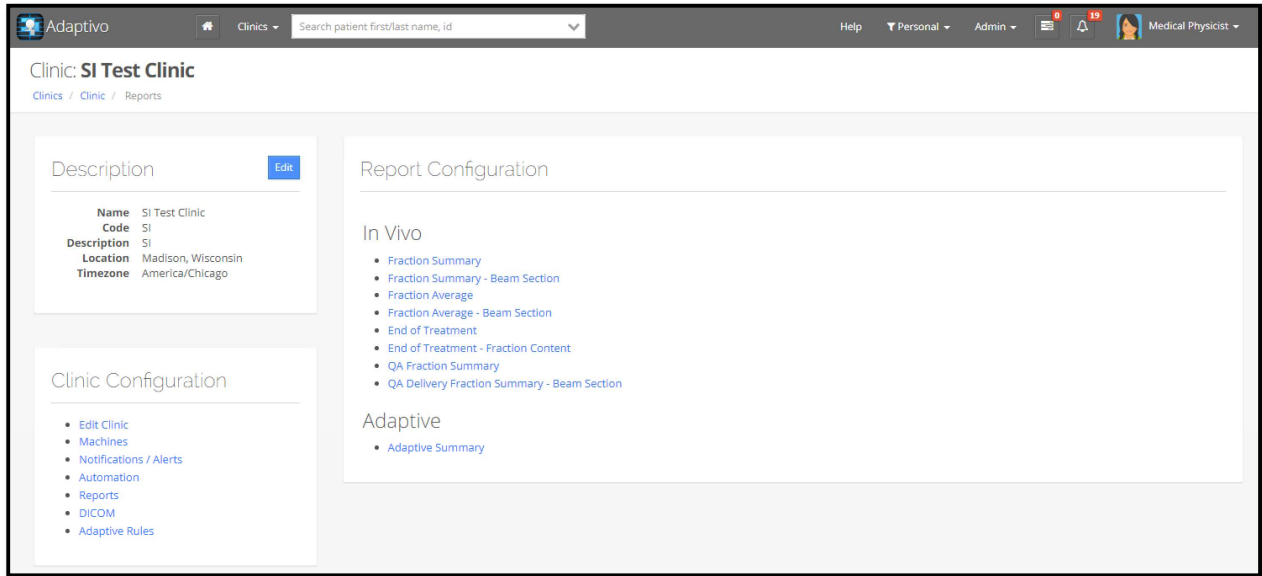 Adaptivo
Clinics
Search patient first/last name, id
Help
Personal
Admin
0
19
Medical Physicist
Clinic: SI Test Clinic
Clinics / Clinic / Reports
Description
Edit
Name SI Test Clinic
Code SI
Description SI
Location Madison, Wisconsin
Timezone America/Chicago
Clinic Configuration
• Edit Clinic
• Machines
• Notifications / Alerts
• Automation
• Reports
• DICOM
• Adaptive Rules
Report Configuration
In Vivo
• Fraction Summary
• Fraction Summary - Beam Section
• Fraction Average
• Fraction Average - Beam Section
• End of Treatment
• End of Treatment - Fraction Content
• QA Fraction Summary
• QA Delivery Fraction Summary - Beam Section
Adaptive
• Adaptive Summary